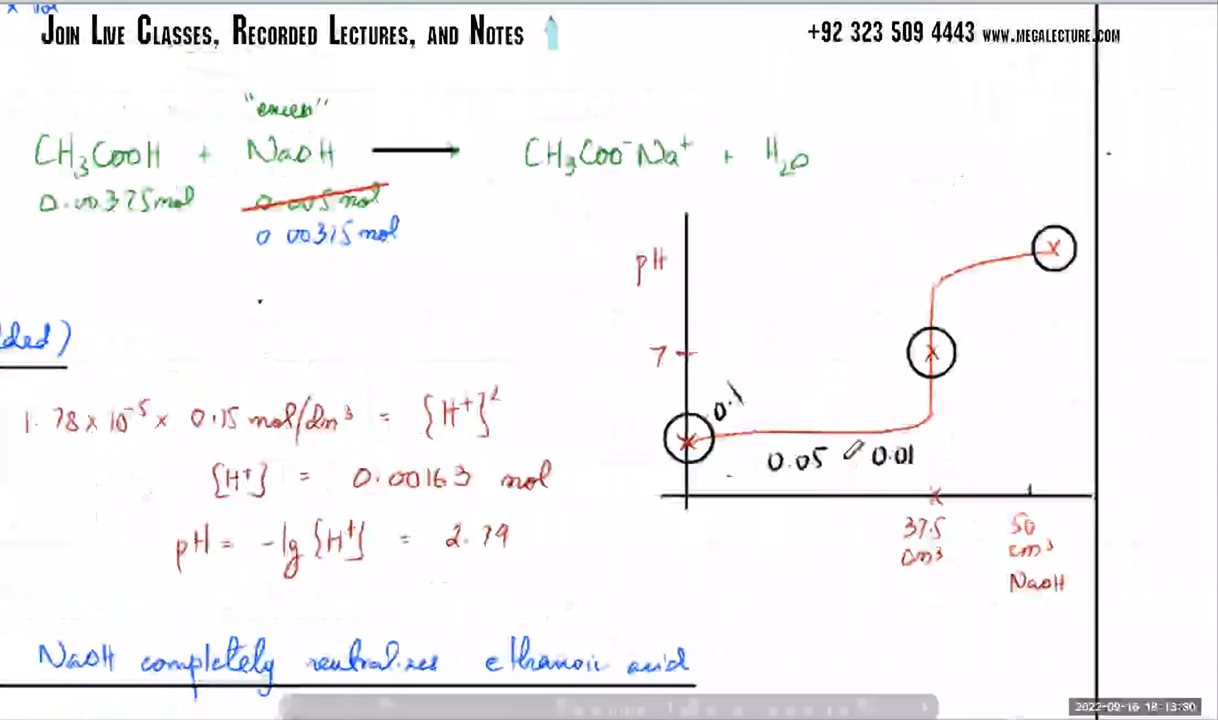 JOIN LIVE CLASSES, RECORDED LECTURES, AND NOTES
+92 323 509 4443 WWW.MEGALECTURE.COM
"excess"
CH₃COOH + NaOH → CH₃COO⁻Na⁺ + H₂O
0.00375 mol 0.005 mol
0.00375 mol
ded)
1.78 × 10⁻⁵ × 0.15 mol/dm³ = [H⁺]²
[H⁺] = 0.00163 mol
pH = -lg [H⁺] = 2.79
pH
7
0.1
0.05 0.01
37.5 cm³
50 cm³ NaOH
NaOH completely neutralises ethanoic acid
2022-09-16 18:13:30